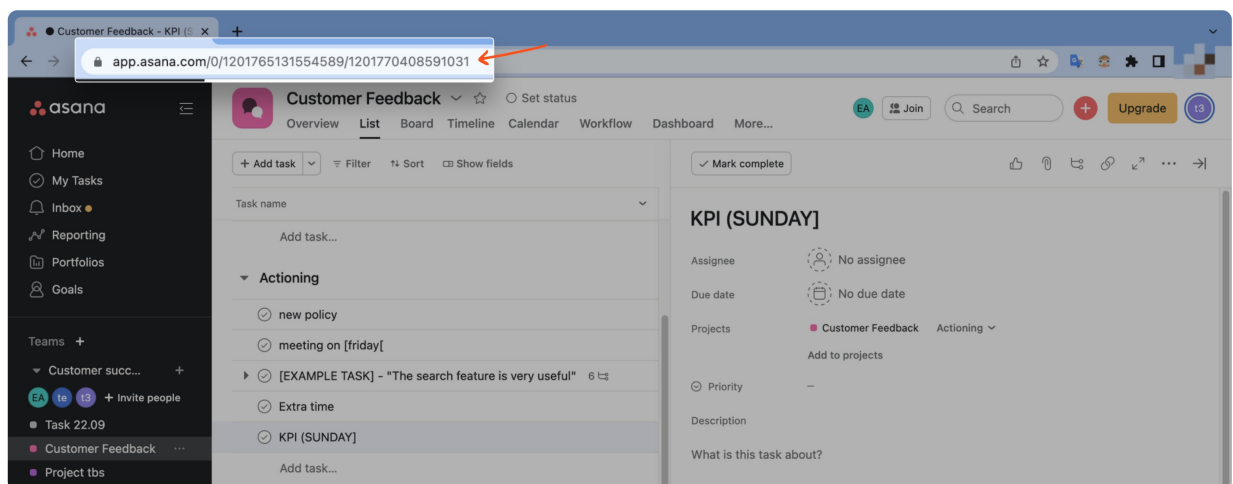 Customer Feedback - KPI (S
app.asana.com/0/1201765131554589/1201770408591031
asana
Home
My Tasks
Inbox
Reporting
Portfolios
Goals
Teams +
Customer succ... +
EA te t3 + Invite people
Task 22.09
Customer Feedback ...
Project tbs
Customer Feedback
Set status
Overview List Board Timeline Calendar Workflow Dashboard More...
EA Join Search Upgrade t3
+ Add task Filter Sort Show fields
Task name
Add task...
Actioning
new policy
meeting on [friday[
[EXAMPLE TASK] - "The search feature is very useful" 6
Extra time
KPI (SUNDAY]
Add task...
Mark complete
KPI (SUNDAY]
Assignee No assignee
Due date No due date
Projects Customer Feedback Actioning
Add to projects
Priority —
Description
What is this task about?